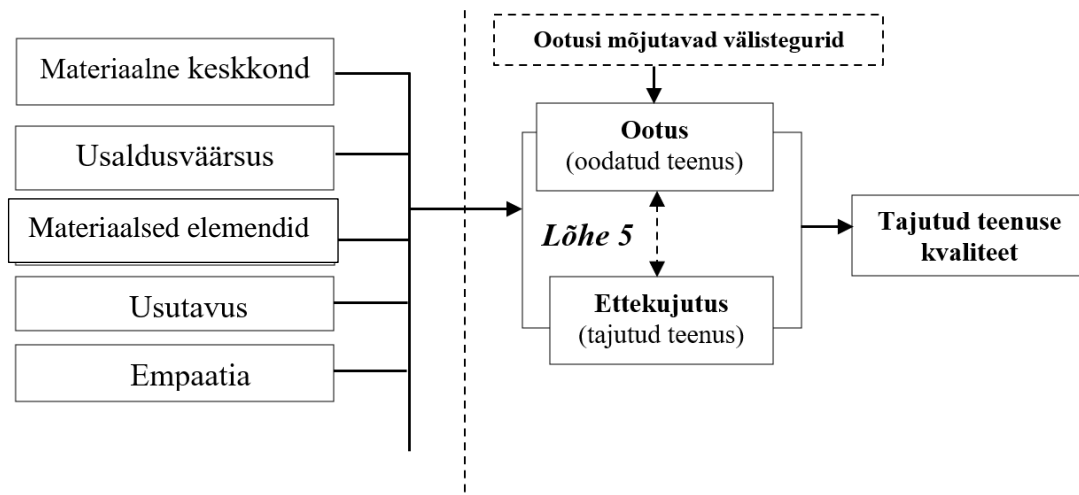 Materiaalne keskkond
Usaldusväärsus
Materiaalsed elemendid
Usutavus
Empaatia
Ootusi mõjutavad välistegurid
Ootus
(oodatud teenus)
Lõhe 5
Ettekujutus
(tajutud teenus)
Tajutud teenuse
kvaliteet